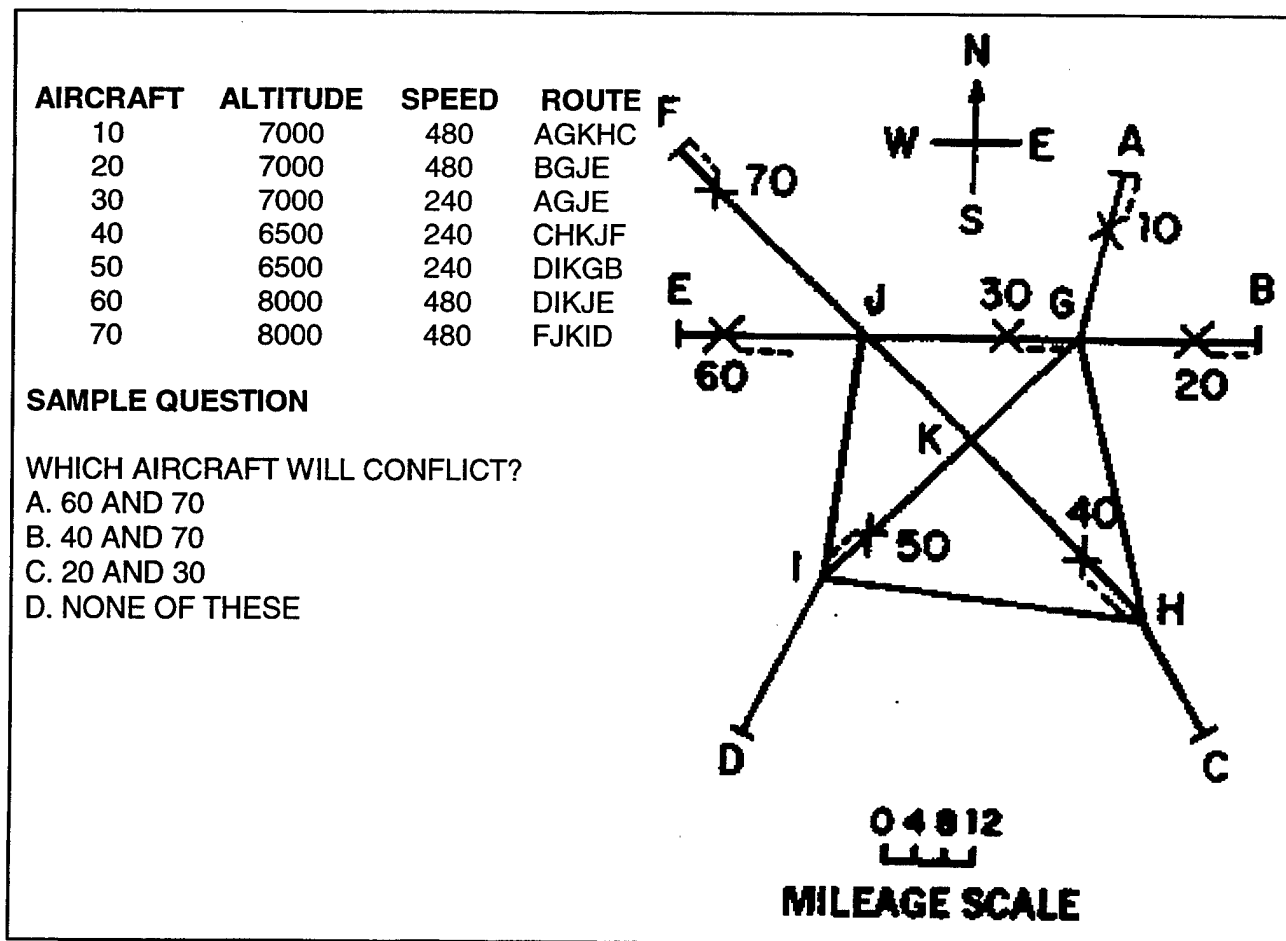 AIRCRAFT ALTITUDE SPEED ROUTE
10 7000 480 AGKHC
20 7000 480 BGJE
30 7000 240 AGJE
40 6500 240 CHKJF
50 6500 240 DIKGB
60 8000 480 DIKJE
70 8000 480 FJKID
SAMPLE QUESTION
WHICH AIRCRAFT WILL CONFLICT?
A. 60 AND 70
B. 40 AND 70
C. 20 AND 30
D. NONE OF THESE
N
W E
S
F
70
A
10
E
J
30
G
B
60
20
K
40
50
I
H
D
C
0 4 8 12
MILEAGE SCALE